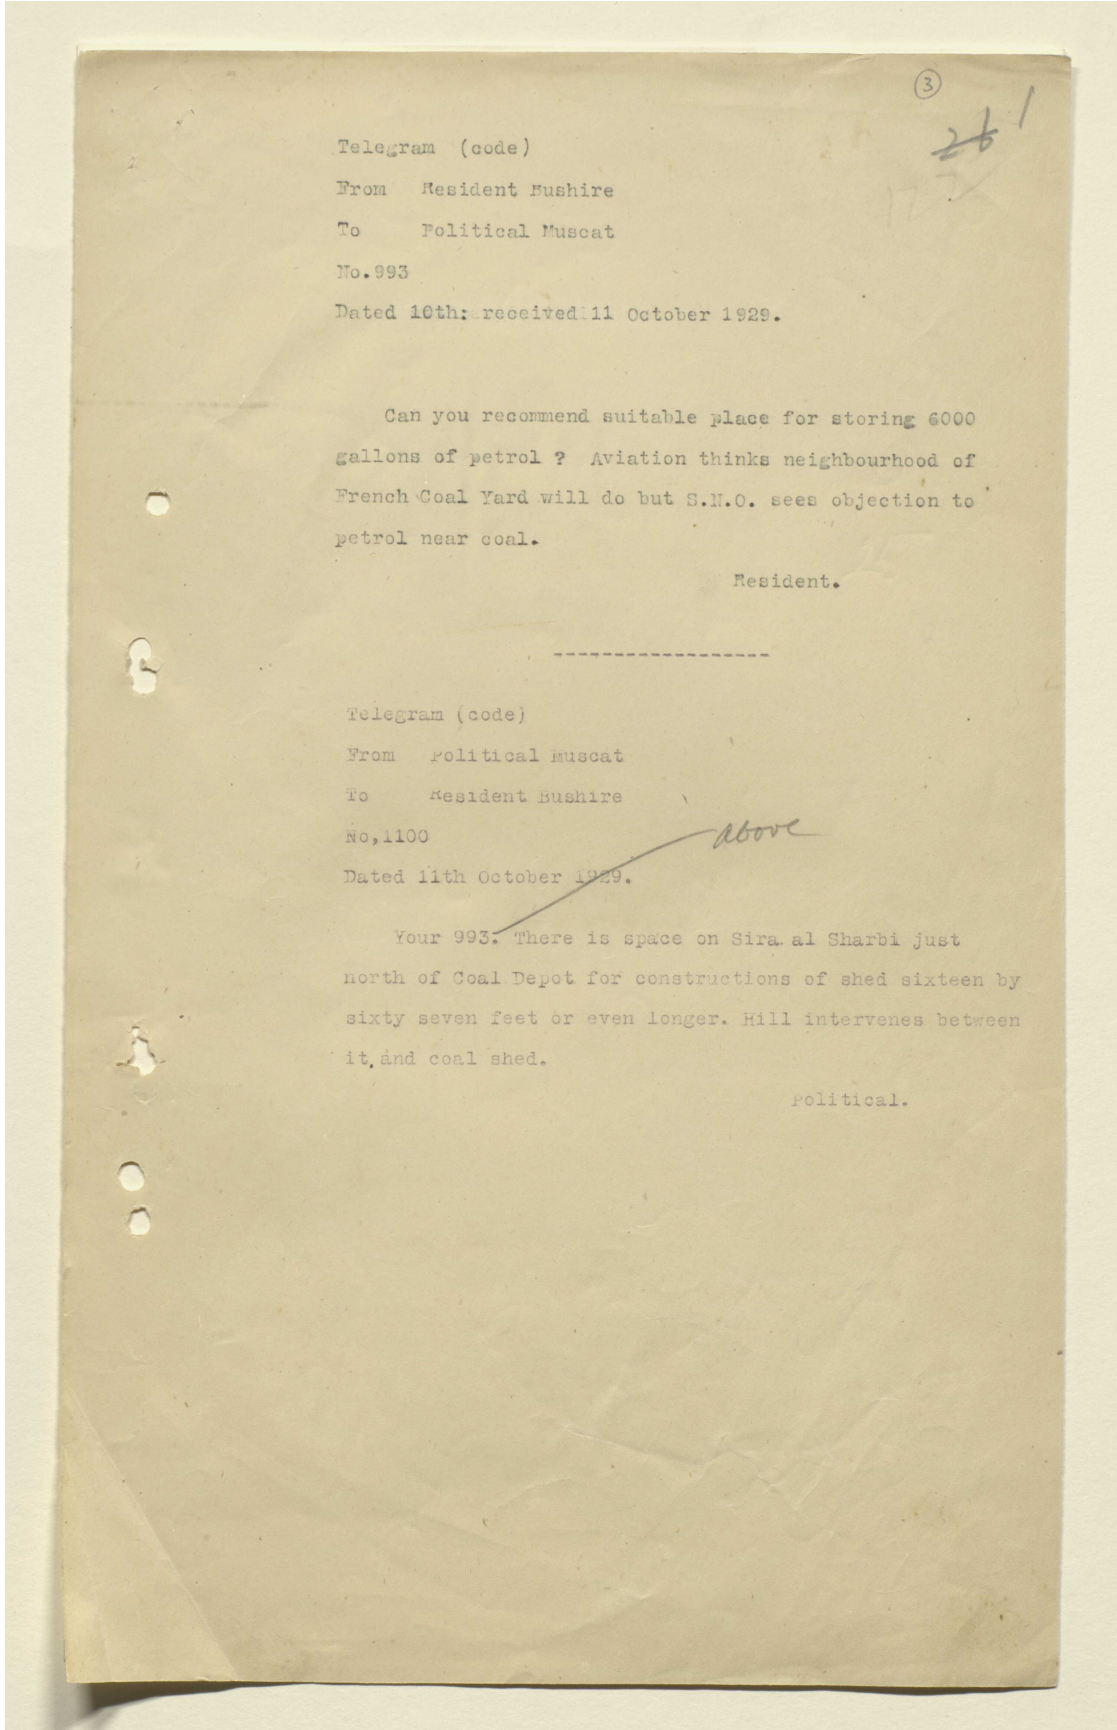 3
26 1
Telegram (code)
From Resident Bushire
To Political Muscat
No.993
Dated 10th: received 11 October 1929.
Can you recommend suitable place for storing 6000
gallons of petrol ? Aviation thinks neighbourhood of
French Coal Yard will do but S.N.O. sees objection to
petrol near coal.
Resident.
------------------
Telegram (code)
From Political Muscat
To Resident Bushire
No,1100
above
Dated 11th October 1929.
Your 993. There is space on Sira al Sharbi just
north of Coal Depot for constructions of shed sixteen by
sixty seven feet or even longer. Hill intervenes between
it, and coal shed.
Political.